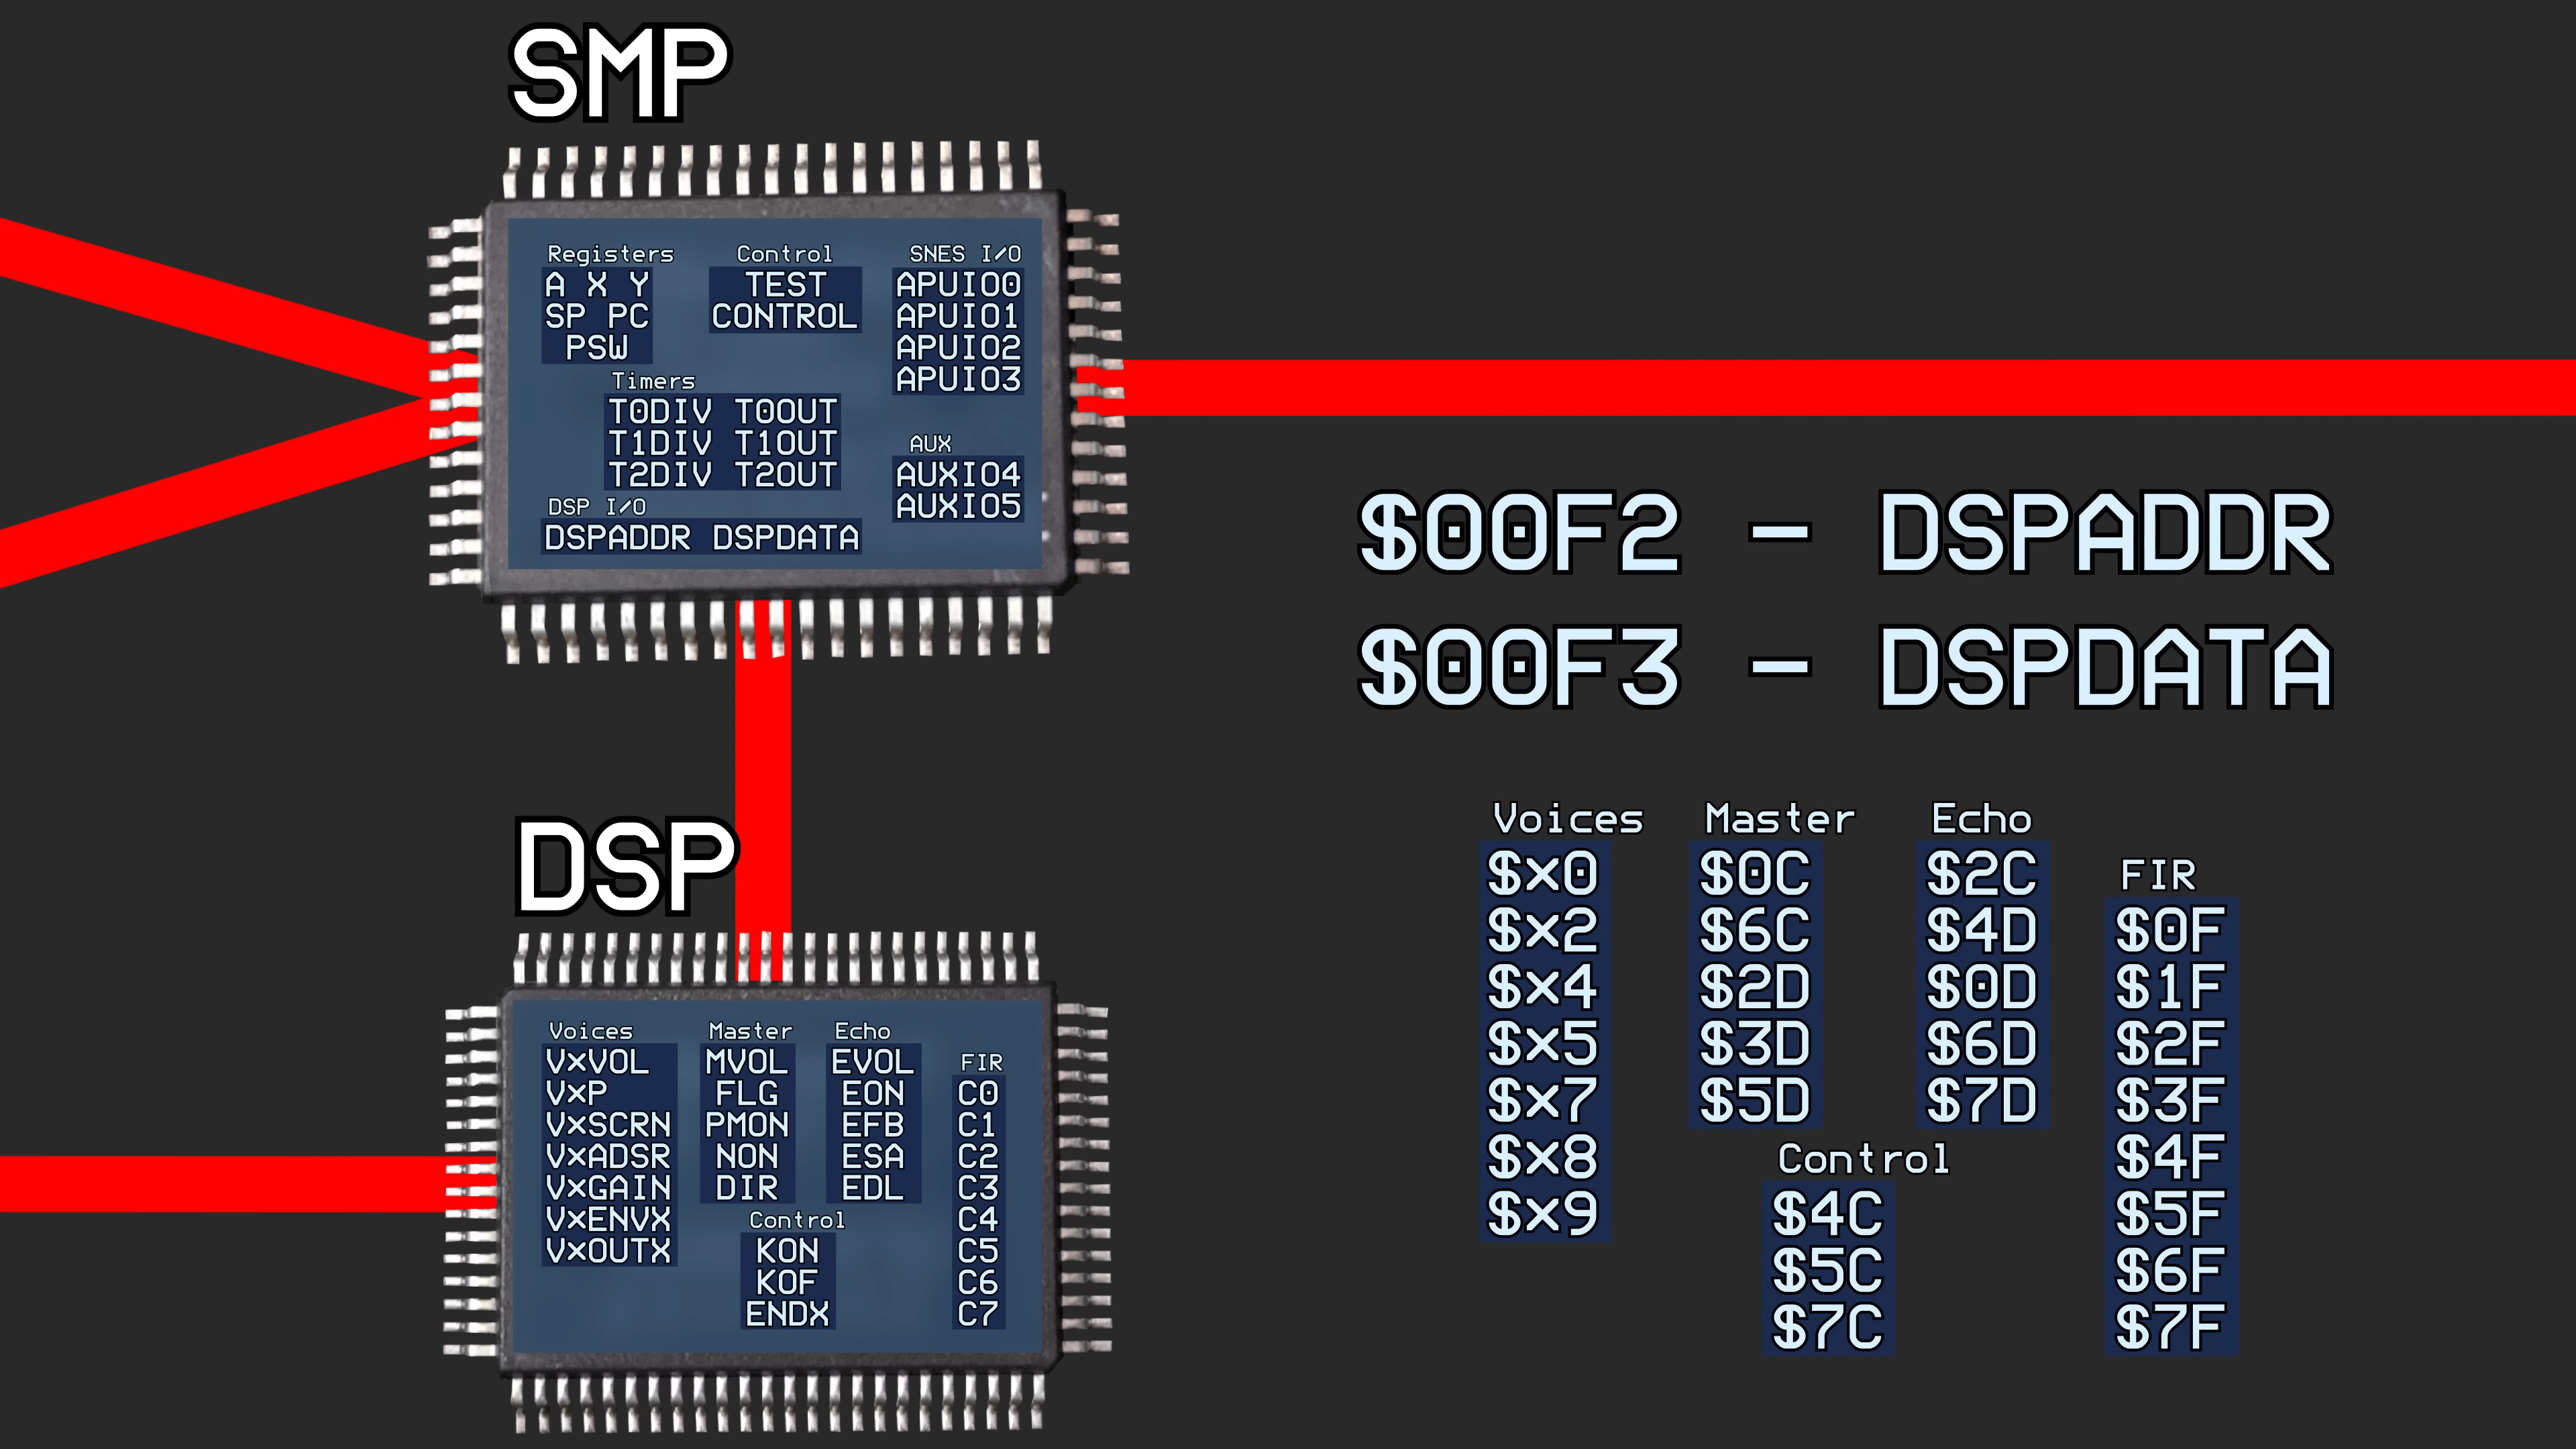 SMP
Registers
A X Y
SP PC
PSW
Control
TEST
CONTROL
SNES I/O
APUIO0
APUIO1
APUIO2
APUIO3
Timers
T0DIV T0OUT
T1DIV T1OUT
T2DIV T2OUT
AUX
AUXIO4
AUXIO5
DSP I/O
DSPADDR DSPDATA
$00F2 - DSPADDR
$00F3 - DSPDATA
DSP
Voices
VxVOL
VxP
VxSCRN
VxADSR
VxGAIN
VxENVX
VxOUTX
Master
MVOL
FLG
PMON
NON
DIR
Echo
EVOL
EON
EFB
ESA
EDL
Control
KON
KOF
ENDX
FIR
C0
C1
C2
C3
C4
C5
C6
C7
Voices
$x0
$x2
$x4
$x5
$x7
$x8
$x9
Master
$0C
$6C
$2D
$3D
$5D
Echo
$2C
$4D
$0D
$6D
$7D
Control
$4C
$5C
$7C
FIR
$0F
$1F
$2F
$3F
$4F
$5F
$6F
$7F